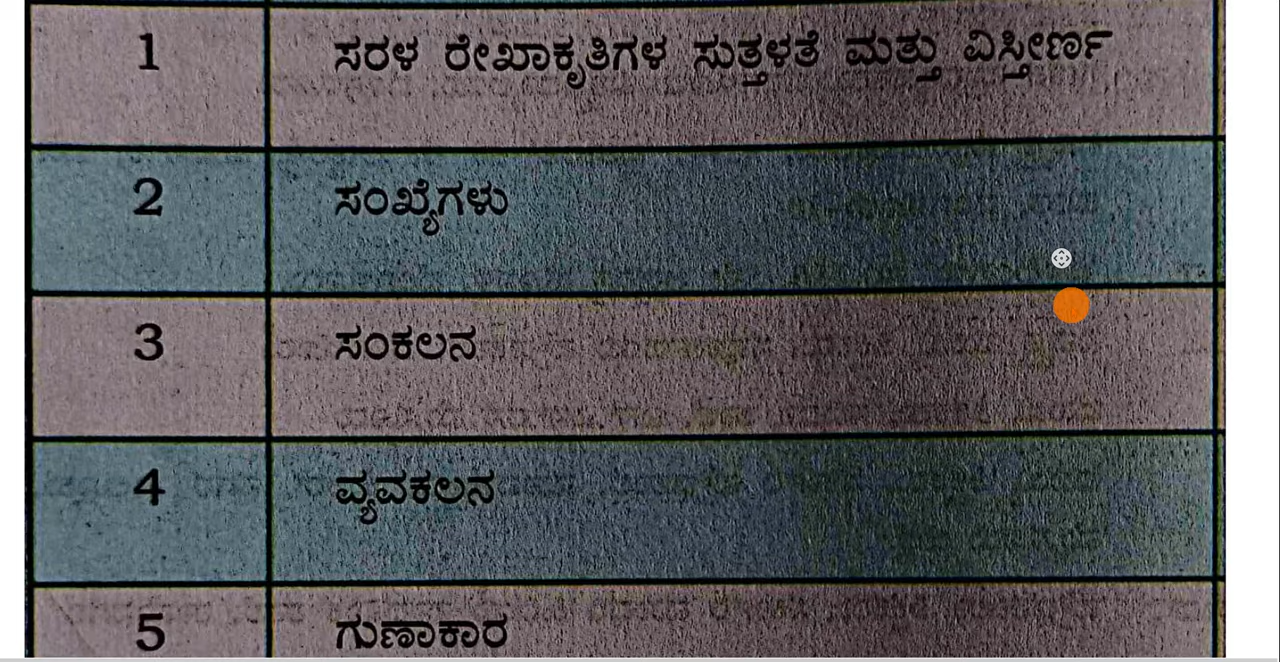 1 ಸರಳ ರೇಖಾಕೃತಿಗಳ ಸುತ್ತಳತೆ ಮತ್ತು ವಿಸ್ತೀರ್ಣ
2 ಸಂಖ್ಯೆಗಳು
3 ಸಂಕಲನ
4 ವ್ಯವಕಲನ
5 ಗುಣಾಕಾರ